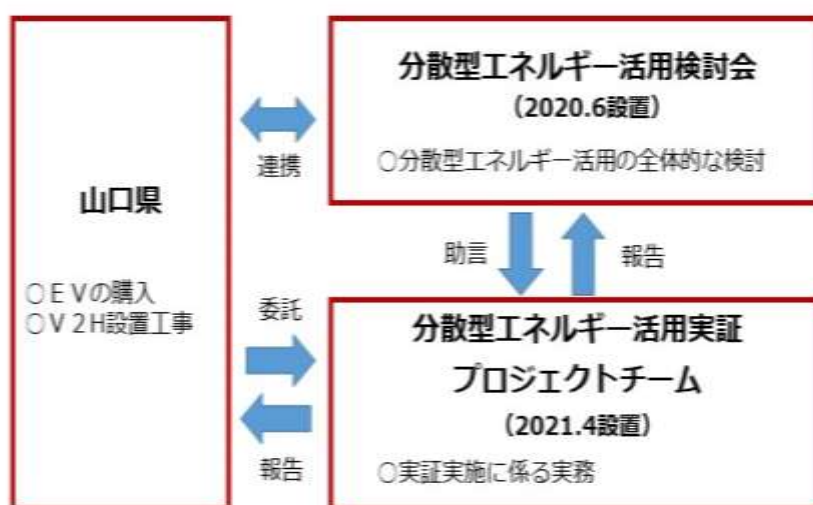 山口県
○EVの購入
○V2H設置工事
連携
委託
報告
分散型エネルギー活用検討会
(2020.6設置)
○分散型エネルギー活用の全体的な検討
助言
報告
分散型エネルギー活用実証
プロジェクトチーム
(2021.4設置)
○実証実施に係る実務